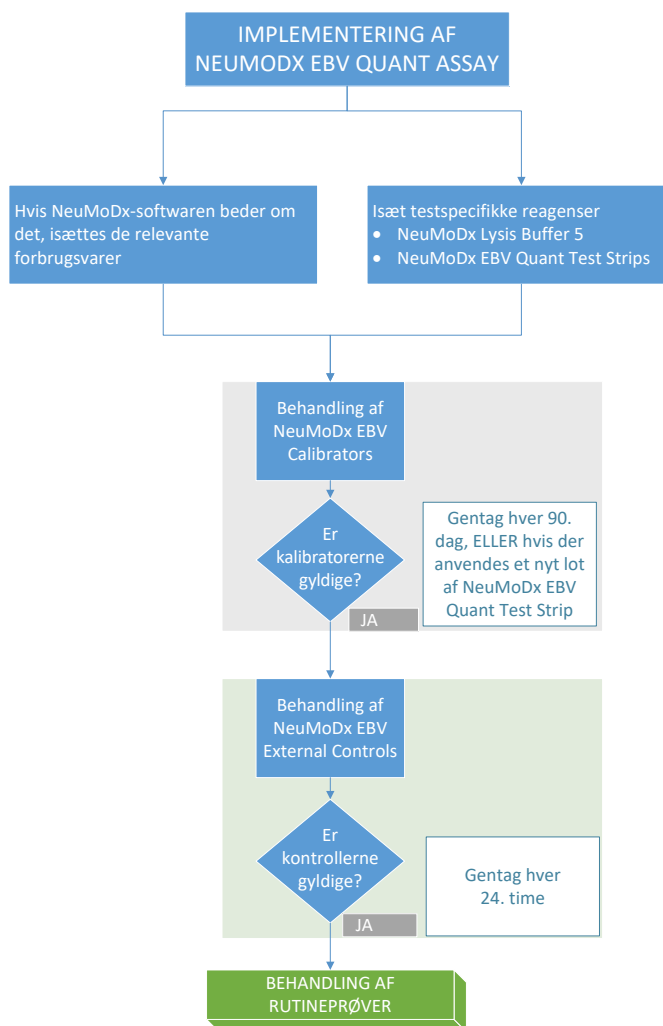 IMPLEMENTERING AF
NEUMODX EBV QUANT ASSAY
Hvis NeuMoDx-softwaren beder om
det, isættes de relevante
forbrugsvarer
Isæt testspecifikke reagenser
• NeuMoDx Lysis Buffer 5
• NeuMoDx EBV Quant Test Strips
Behandling af
NeuMoDx EBV
Calibrators
Er
kalibratorerne
gyldige?
Gentag hver 90.
dag, ELLER hvis der
anvendes et nyt lot
af NeuMoDx EBV
Quant Test Strip
JA
Behandling af
NeuMoDx EBV
External Controls
Er
kontrollerne
gyldige?
Gentag hver
24. time
JA
BEHANDLING AF
RUTINEPRØVER